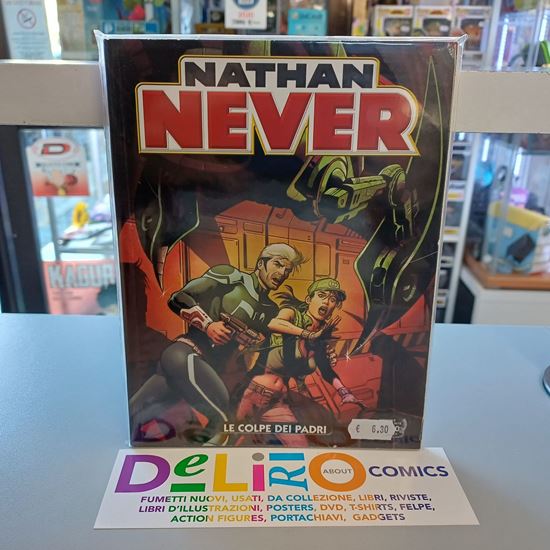 NATHAN
NEVER
LE COLPE DEI PADRI
€ 6.30
DeLiRiO ABOUT COMICS
FUMETTI NUOVI, USATI, DA COLLEZIONE, LIBRI, RIVISTE,
LIBRI D'ILLUSTRAZIONI, POSTERS, DVD, T-SHIRTS, FELPE,
ACTION FIGURES, PORTACHIAVI, GADGETS